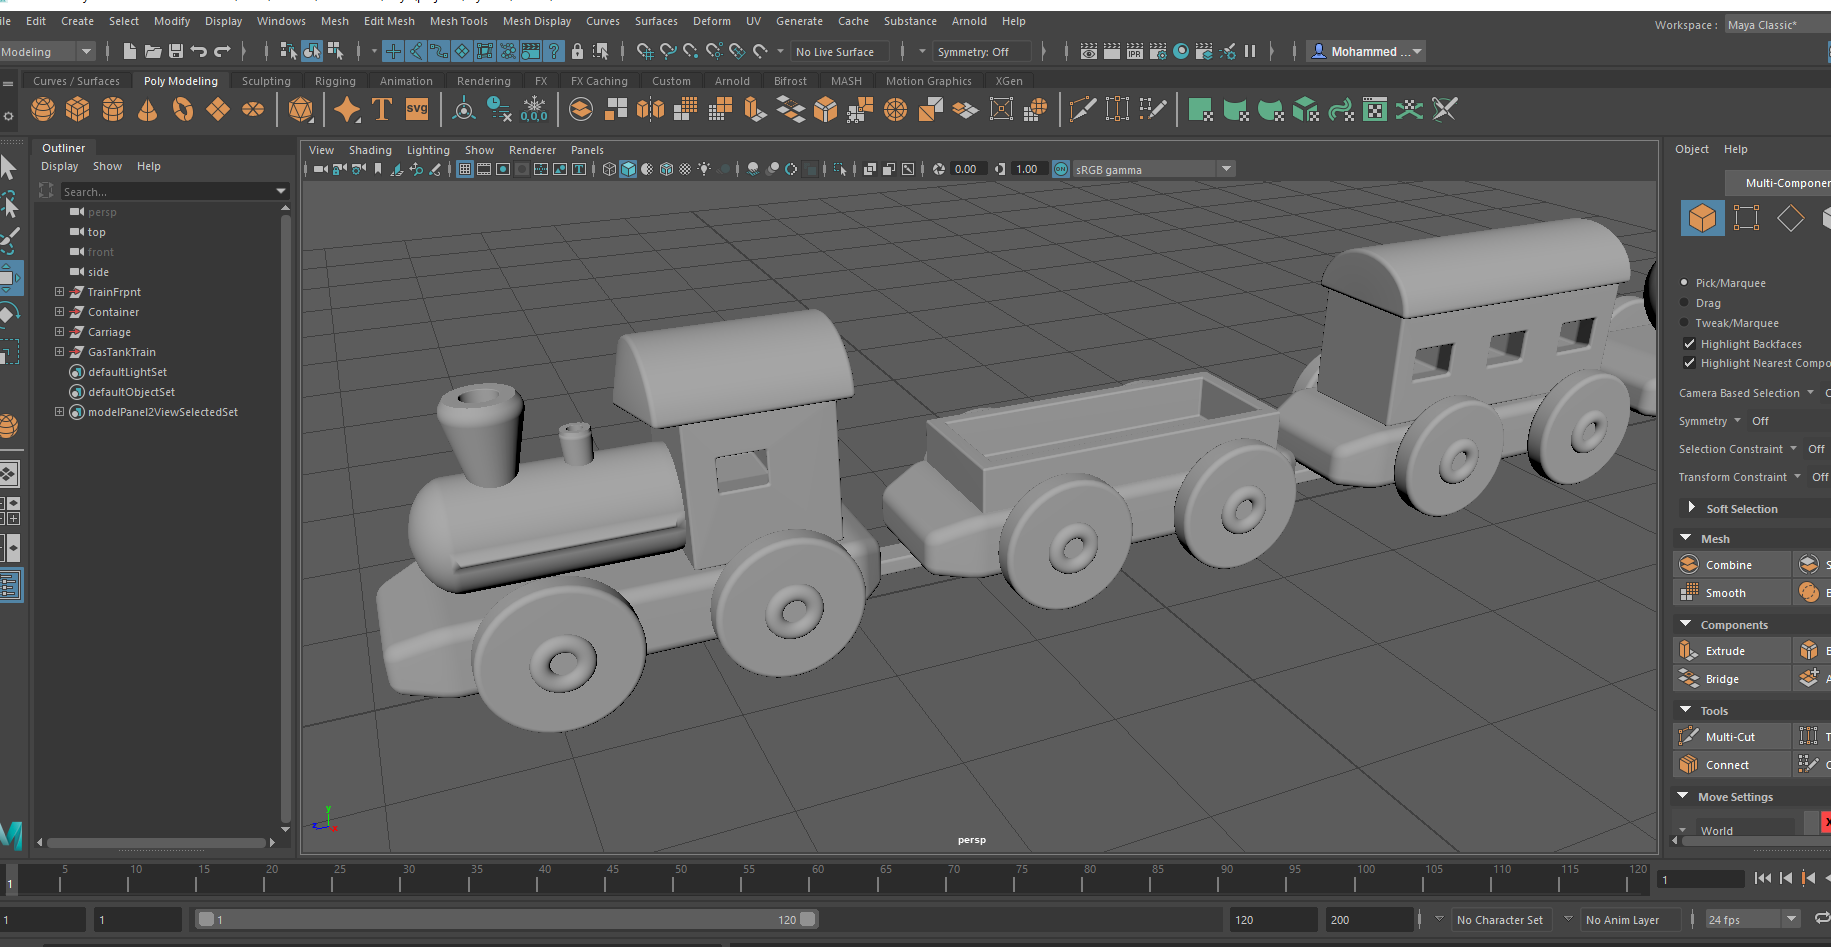 Edit Create Select Modify Display Windows Mesh Edit Mesh Mesh Tools Mesh Display Curves Surfaces Deform UV Generate Cache Substance Arnold Help
Workspace : Maya Classic*
Modeling No Live Surface Symmetry: Off IPR Mohammed ...
Curves / Surfaces Poly Modeling Sculpting Rigging Animation Rendering FX FX Caching Custom Arnold Bifrost MASH Motion Graphics XGen
T svg 0,0,0
Outliner
Display Show Help
Search...
persp
top
front
side
TrainFrpnt
Container
Carriage
GasTankTrain
defaultLightSet
defaultObjectSet
modelPanel2ViewSelectedSet
View Shading Lighting Show Renderer Panels
0.00 1.00 ON sRGB gamma
y
z x
persp
Object Help
Multi-Componen
Pick/Marquee
Drag
Tweak/Marquee
Highlight Backfaces
Highlight Nearest Compo
Camera Based Selection
Symmetry Off
Selection Constraint Off
Transform Constraint Off
Soft Selection
Mesh
Combine
Smooth
Components
Extrude
Bridge
Tools
Multi-Cut
Connect
Move Settings
World X
1 5 10 15 20 25 30 35 40 45 50 55 60 65 70 75 80 85 90 95 100 105 110 115 120 1
1 1 1 120 120 200 No Character Set No Anim Layer 24 fps